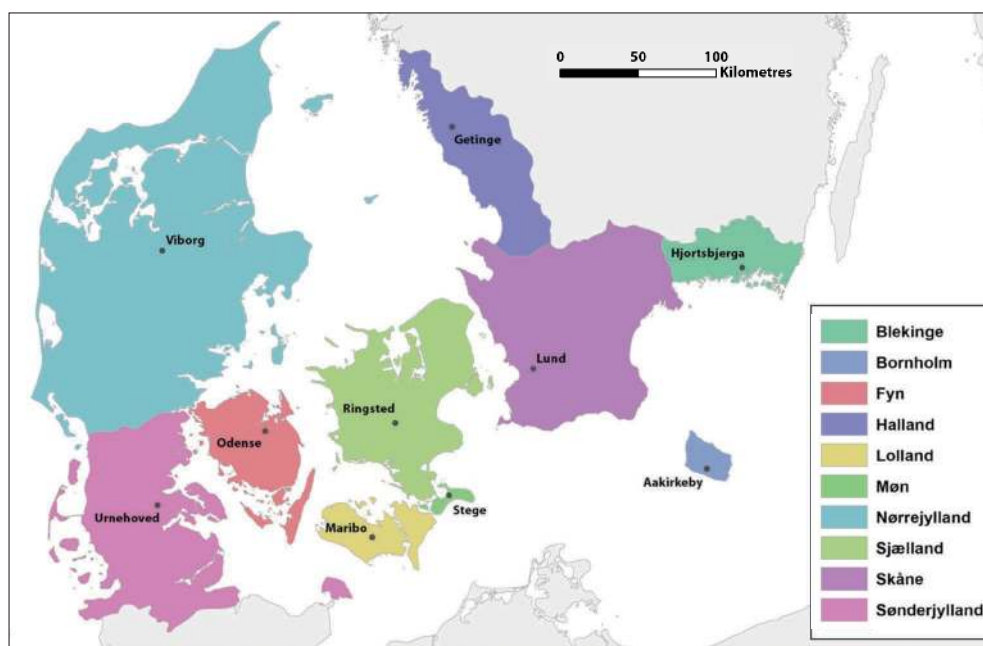 0 50 100
Kilometres
Getinge
Viborg
Hjortsbjerga
Lund
Ringsted
Odense
Aakirkeby
Stege
Urnehoved
Maribo
Blekinge
Bornholm
Fyn
Halland
Lolland
Møn
Nørrejylland
Sjælland
Skåne
Sønderjylland